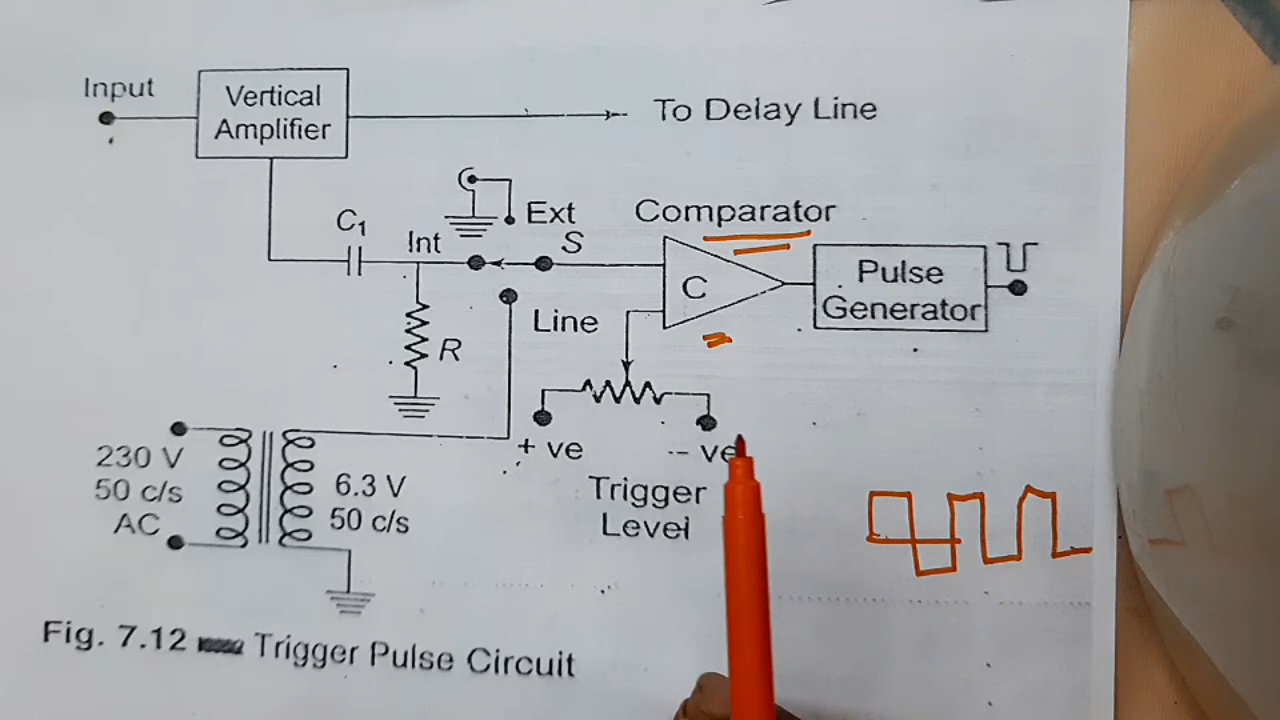 Input
Vertical
Amplifier
To Delay Line
Ext
Comparator
C1
Int
S
C
Pulse
Generator
Line
R
+ ve
-- ve
230 V
50 c/s
AC
6.3 V
50 c/s
Trigger
Level
Fig. 7.12 Trigger Pulse Circuit